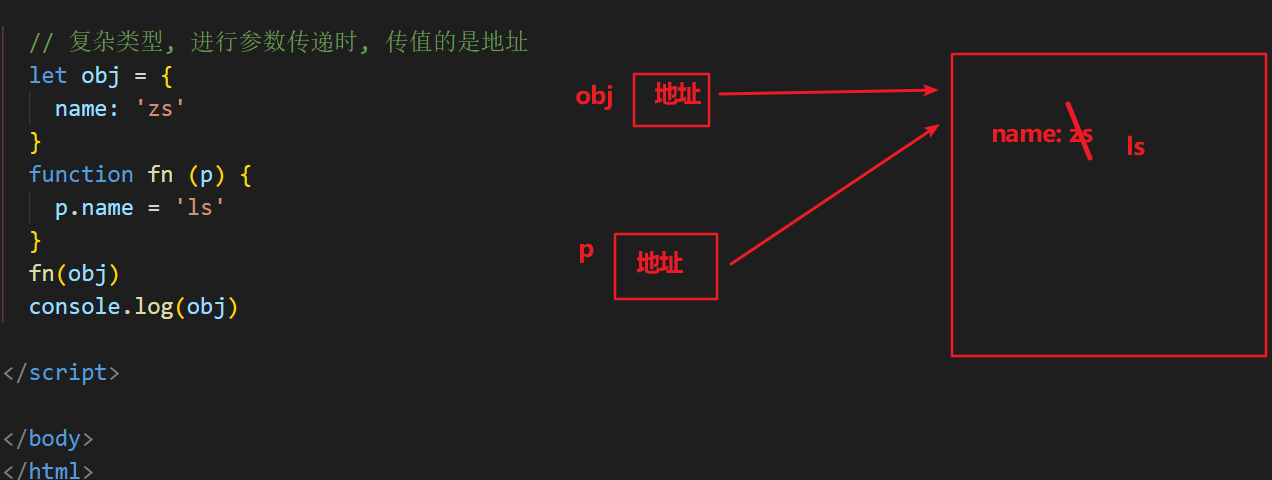 // 复杂类型, 进行参数传递时, 传值的是地址
let obj = {
name: 'zs'
}
function fn (p) {
p.name = 'ls'
}
fn(obj)
console.log(obj)
</script>
</body>
</html>
obj 地址
name: zs ls
p 地址